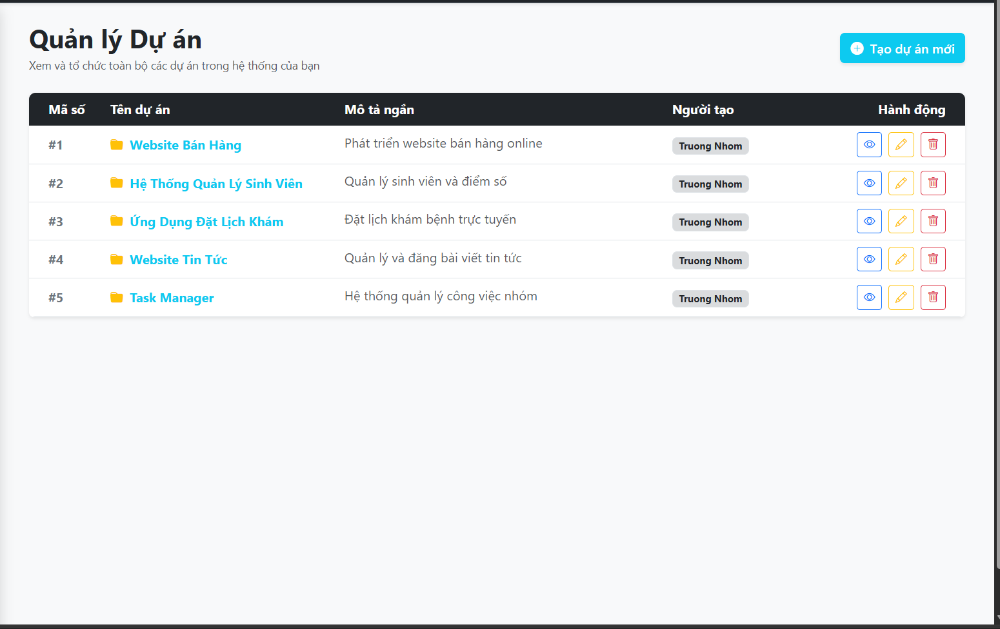 Quản lý Dự án
Xem và tổ chức toàn bộ các dự án trong hệ thống của bạn
Tạo dự án mới
Mã số Tên dự án Mô tả ngắn Người tạo Hành động
#1 Website Bán Hàng Phát triển website bán hàng online Truong Nhom
#2 Hệ Thống Quản Lý Sinh Viên Quản lý sinh viên và điểm số Truong Nhom
#3 Ứng Dụng Đặt Lịch Khám Đặt lịch khám bệnh trực tuyến Truong Nhom
#4 Website Tin Tức Quản lý và đăng bài viết tin tức Truong Nhom
#5 Task Manager Hệ thống quản lý công việc nhóm Truong Nhom